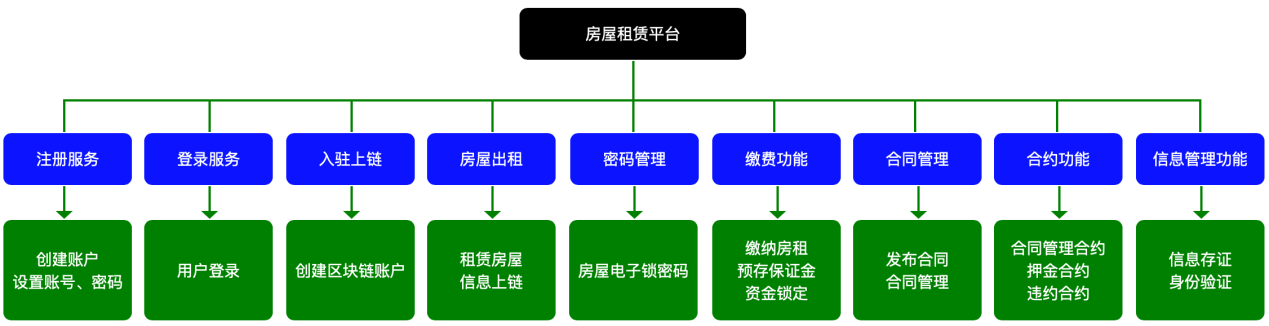 房屋租赁平台
注册服务
登录服务
入驻上链
房屋出租
密码管理
缴费功能
合同管理
合约功能
信息管理功能
创建账户
设置账号、密码
用户登录
创建区块链账户
租赁房屋
信息上链
房屋电子锁密码
缴纳房租
预存保证金
资金锁定
发布合同
合同管理
合同管理合约
押金合约
违约合约
信息存证
身份验证